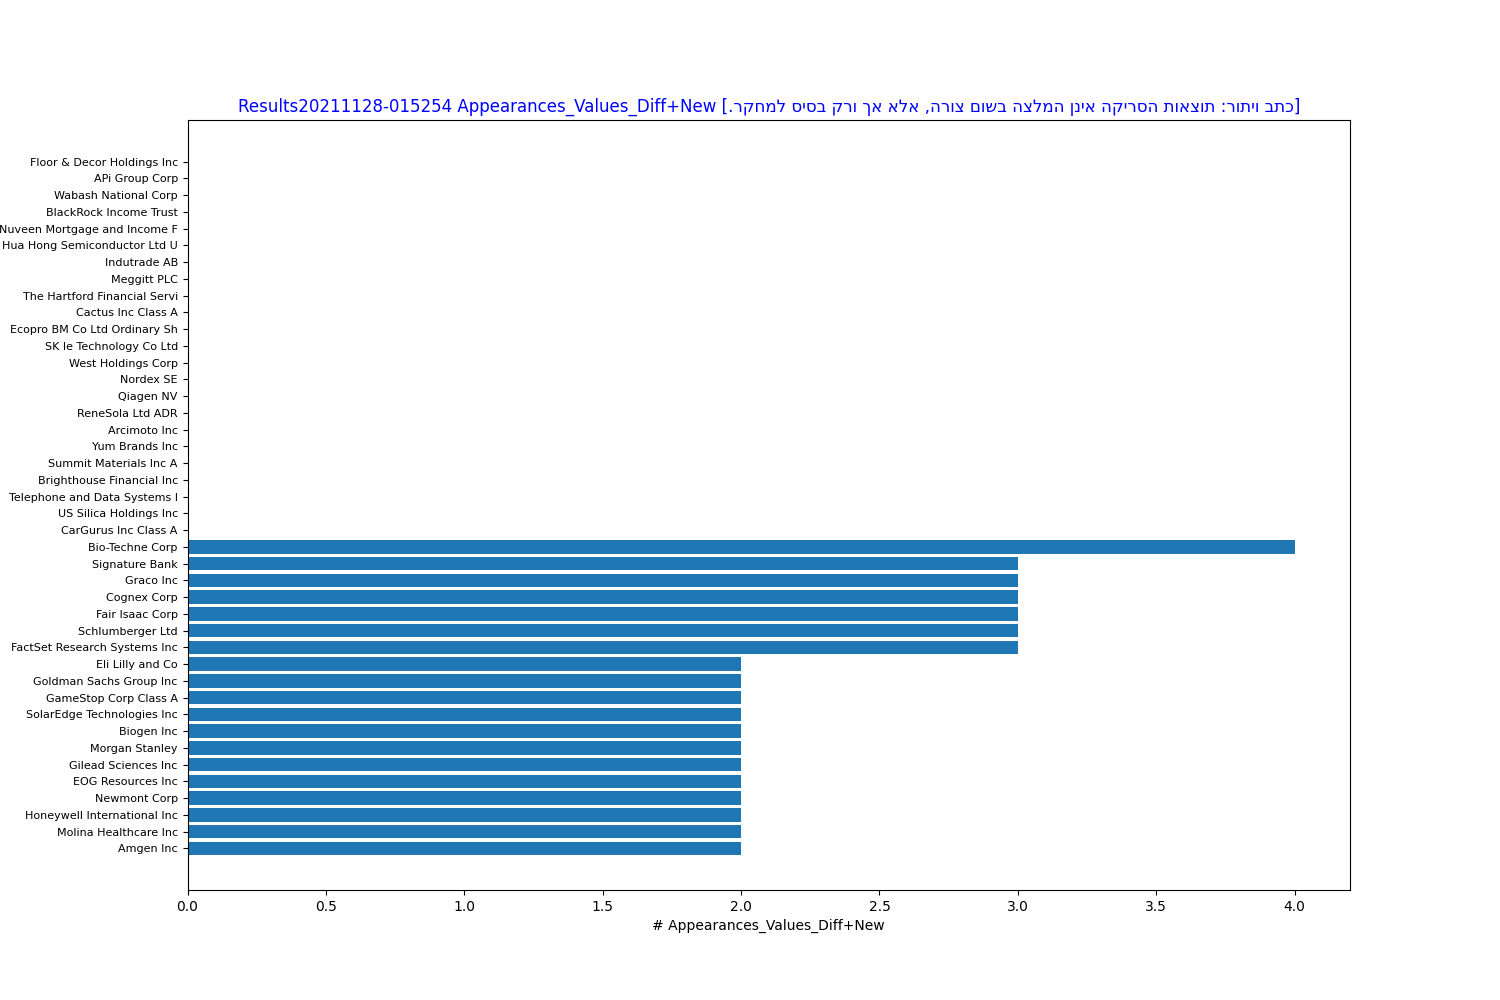 Results20211128-015254 Appearances_Values_Diff+New [כתב ויתור: תוצאות הסריקה אינן המלצה בשום צורה, אלא אך ורק בסיס למחקר.]
Floor & Decor Holdings Inc
APi Group Corp
Wabash National Corp
BlackRock Income Trust
Nuveen Mortgage and Income F
Hua Hong Semiconductor Ltd U
Indutrade AB
Meggitt PLC
The Hartford Financial Servi
Cactus Inc Class A
Ecopro BM Co Ltd Ordinary Sh
SK Ie Technology Co Ltd
West Holdings Corp
Nordex SE
Qiagen NV
ReneSola Ltd ADR
Arcimoto Inc
Yum Brands Inc
Summit Materials Inc A
Brighthouse Financial Inc
Telephone and Data Systems I
US Silica Holdings Inc
CarGurus Inc Class A
Bio-Techne Corp
Signature Bank
Graco Inc
Cognex Corp
Fair Isaac Corp
Schlumberger Ltd
FactSet Research Systems Inc
Eli Lilly and Co
Goldman Sachs Group Inc
GameStop Corp Class A
SolarEdge Technologies Inc
Biogen Inc
Morgan Stanley
Gilead Sciences Inc
EOG Resources Inc
Newmont Corp
Honeywell International Inc
Molina Healthcare Inc
Amgen Inc
0.0 0.5 1.0 1.5 2.0 2.5 3.0 3.5 4.0
# Appearances_Values_Diff+New